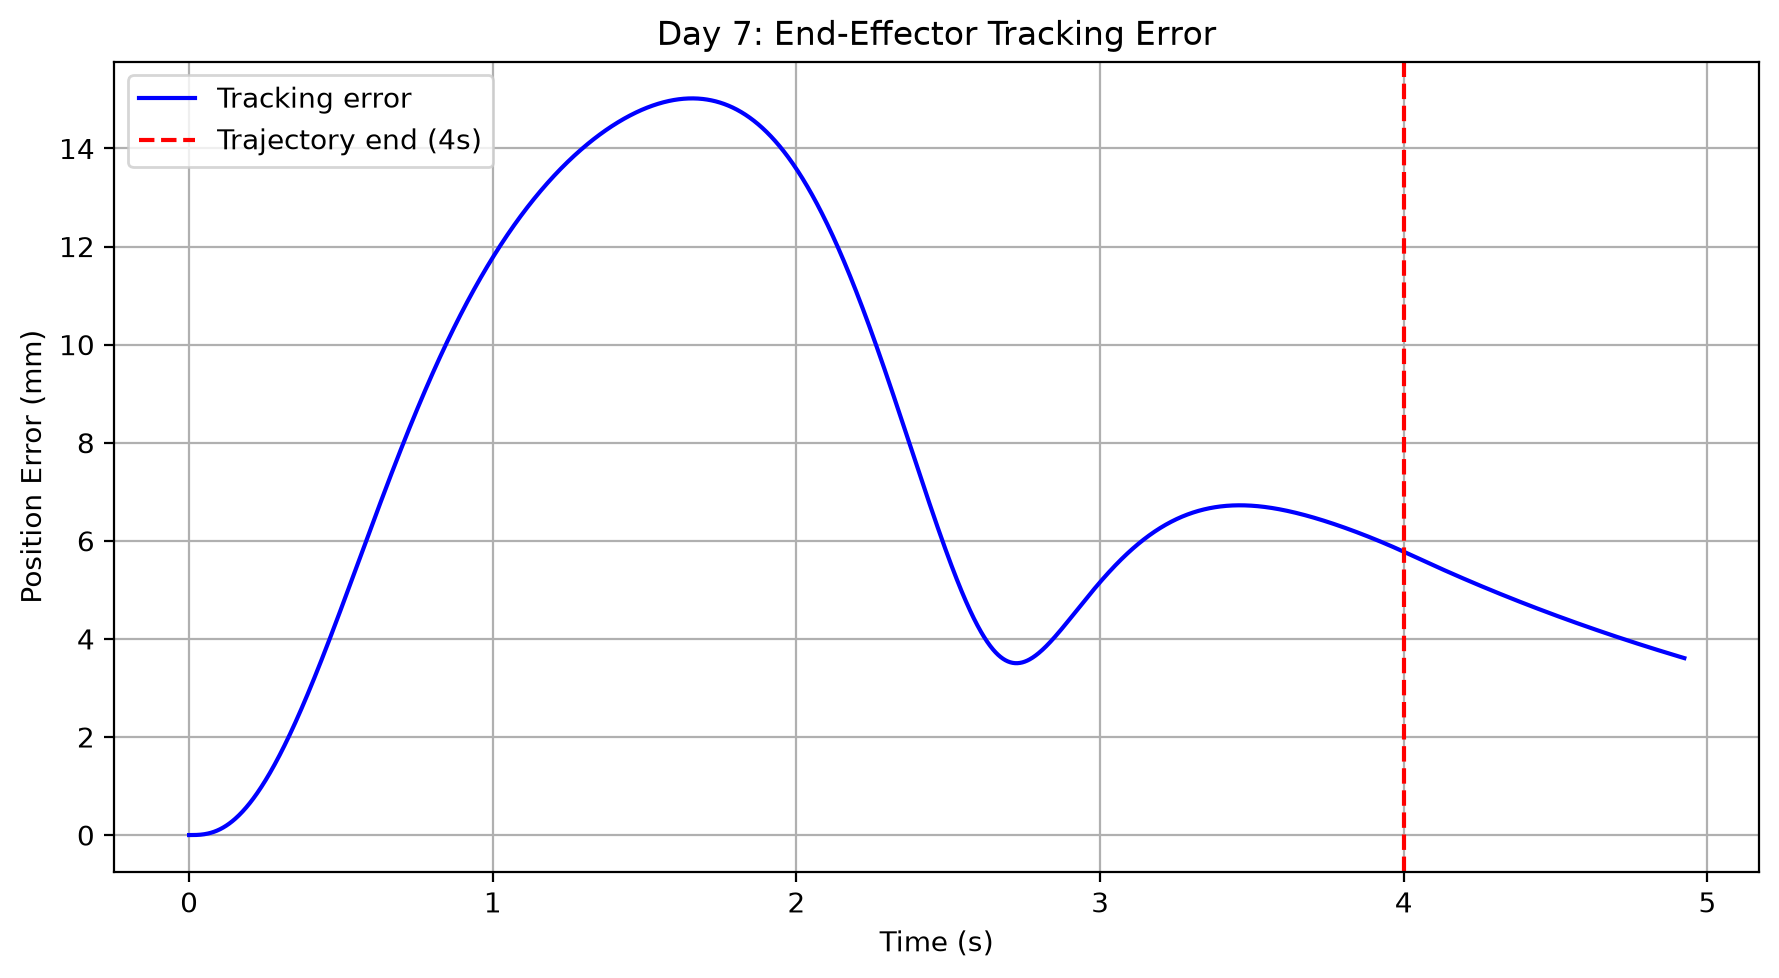 Day 7: End-Effector Tracking Error
Tracking error
Trajectory end (4s)
Position Error (mm)
14
12
10
8
6
4
2
0
0 1 2 3 4 5
Time (s)